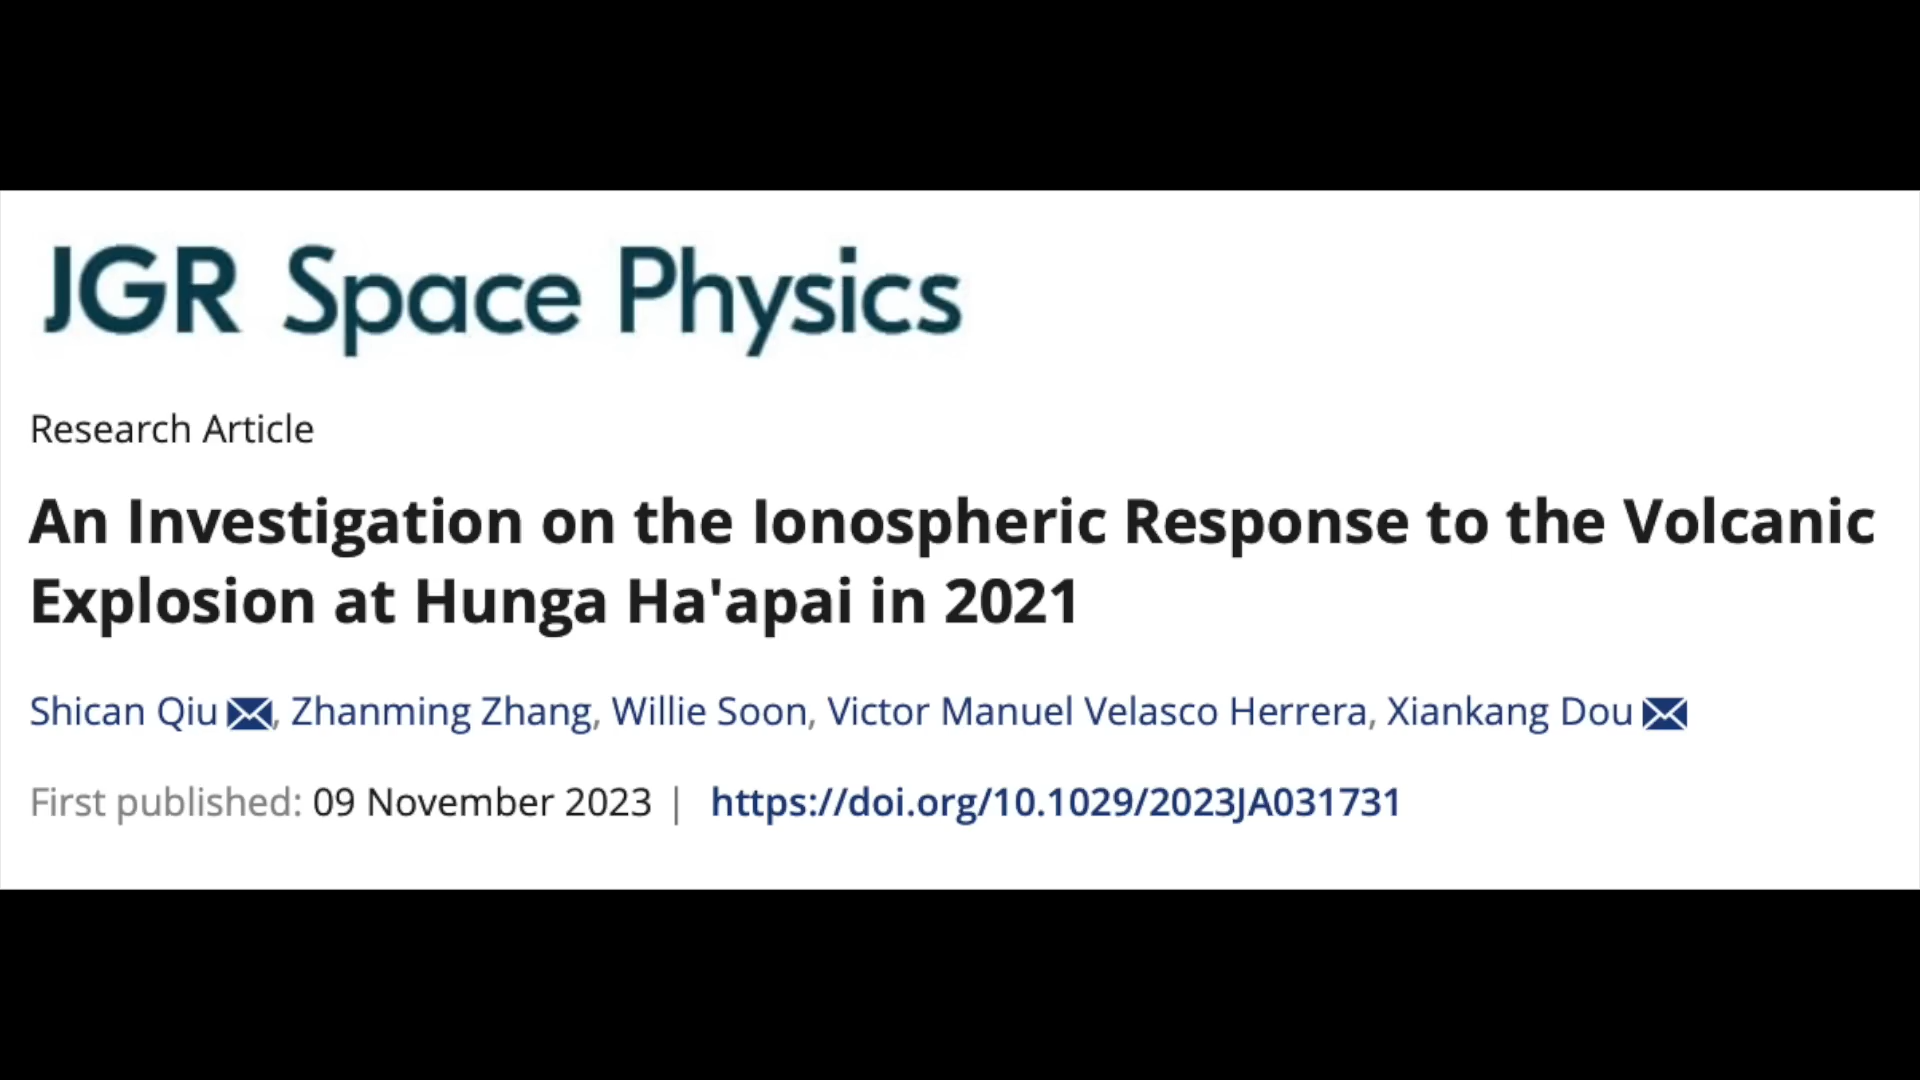 JGR Space Physics
Research Article
An Investigation on the Ionospheric Response to the Volcanic
Explosion at Hunga Ha'apai in 2021
Shican Qiu, Zhanming Zhang, Willie Soon, Victor Manuel Velasco Herrera, Xiankang Dou
First published: 09 November 2023 | https://doi.org/10.1029/2023JA031731